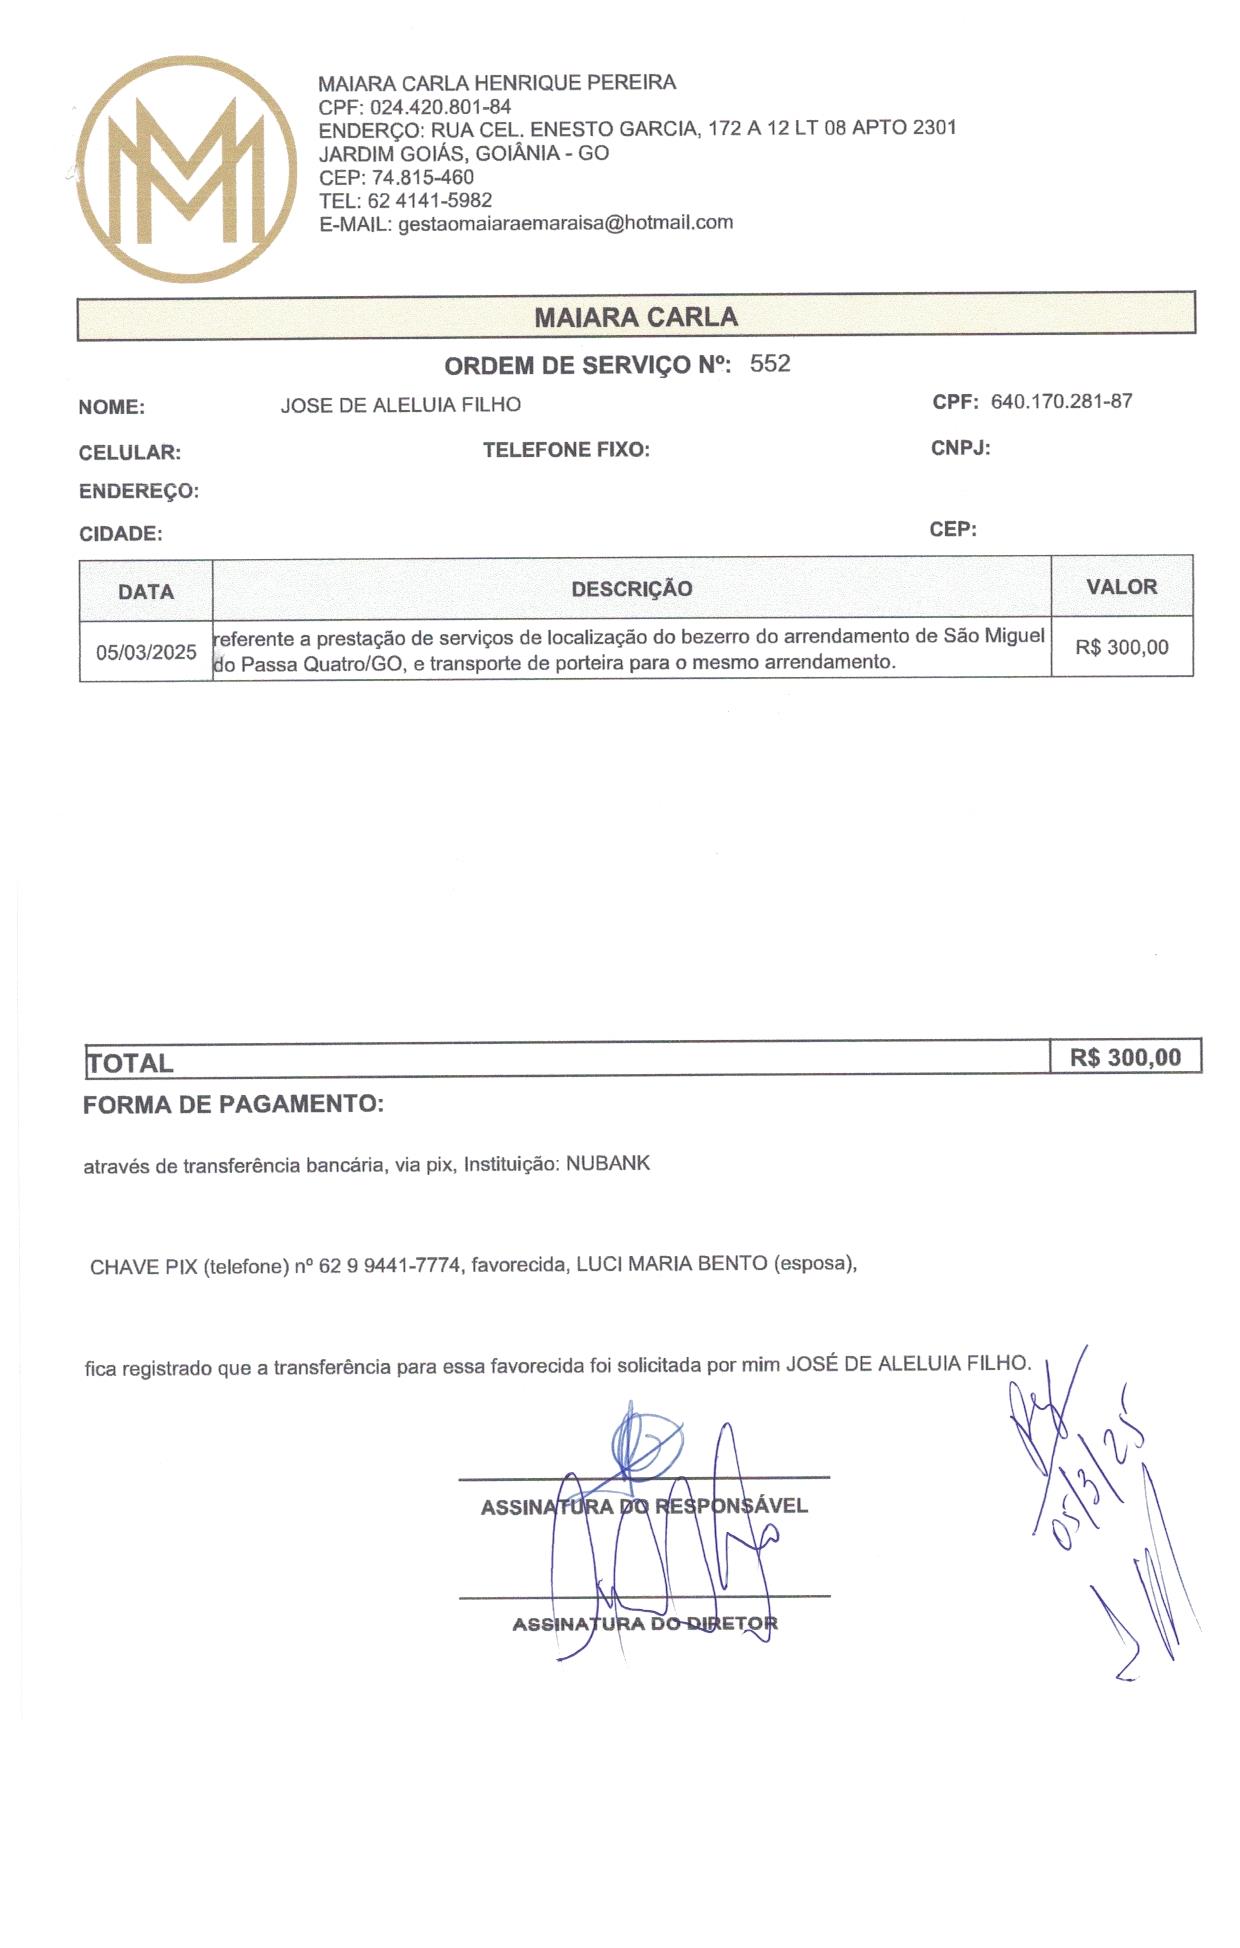 MM
MAIARA CARLA HENRIQUE PEREIRA
CPF: 024.420.801-84
ENDERÇO: RUA CEL. ENESTO GARCIA, 172 A 12 LT 08 APTO 2301
JARDIM GOIÁS, GOIÂNIA - GO
CEP: 74.815-460
TEL: 62 4141-5982
E-MAIL: gestaomaiaraemaraisa@hotmail.com
MAIARA CARLA
ORDEM DE SERVIÇO Nº: 552
NOME: JOSE DE ALELUIA FILHO CPF: 640.170.281-87
CELULAR: TELEFONE FIXO: CNPJ:
ENDEREÇO:
CIDADE: CEP:
DATA DESCRIÇÃO VALOR
05/03/2025 referente a prestação de serviços de localização do bezerro do arrendamento de São Miguel R$ 300,00
do Passa Quatro/GO, e transporte de porteira para o mesmo arrendamento.
TOTAL R$ 300,00
FORMA DE PAGAMENTO:
através de transferência bancária, via pix, Instituição: NUBANK
CHAVE PIX (telefone) nº 62 9 9441-7774, favorecida, LUCI MARIA BENTO (esposa),
fica registrado que a transferência para essa favorecida foi solicitada por mim JOSÉ DE ALELUIA FILHO.
05/3/25
ASSINATURA DO RESPONSÁVEL
ASSINATURA DO DIRETOR